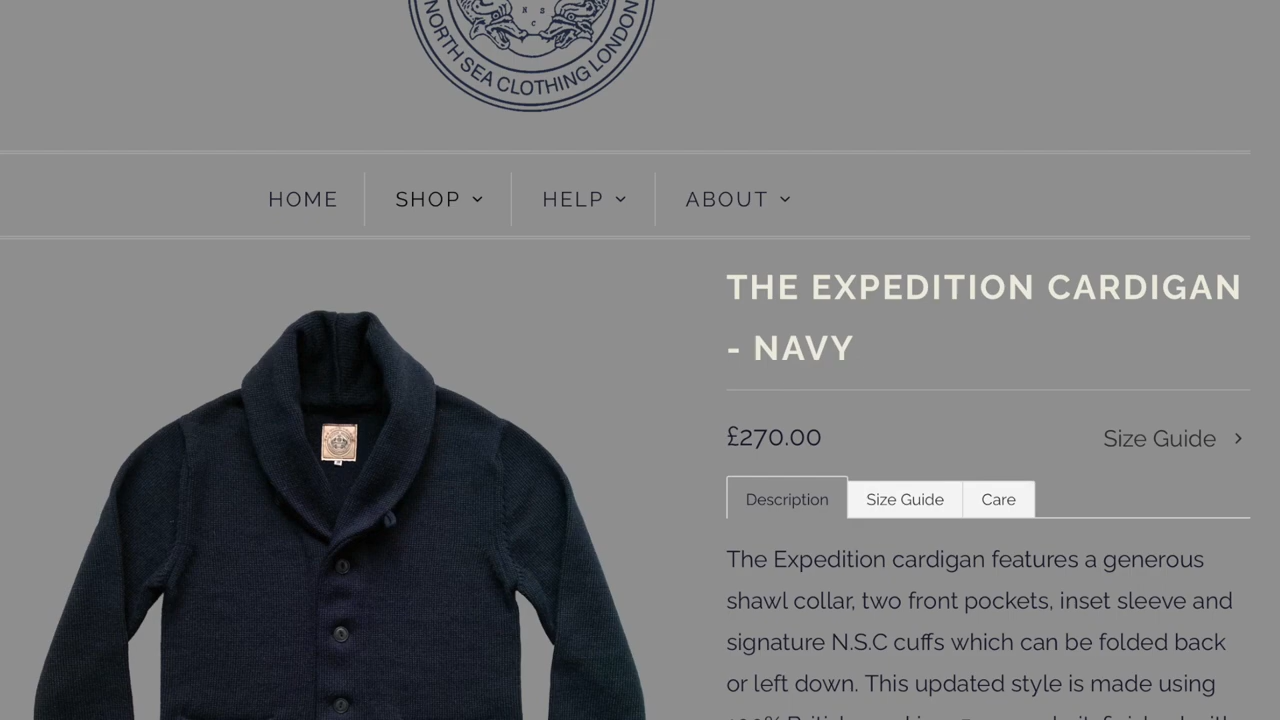 N S
C
NORTH SEA CLOTHING LONDON
HOME
SHOP
HELP
ABOUT
THE EXPEDITION CARDIGAN
- NAVY
£270.00
Size Guide
Description
Size Guide
Care
The Expedition cardigan features a generous
shawl collar, two front pockets, inset sleeve and
signature N.S.C cuffs which can be folded back
or left down. This updated style is made using